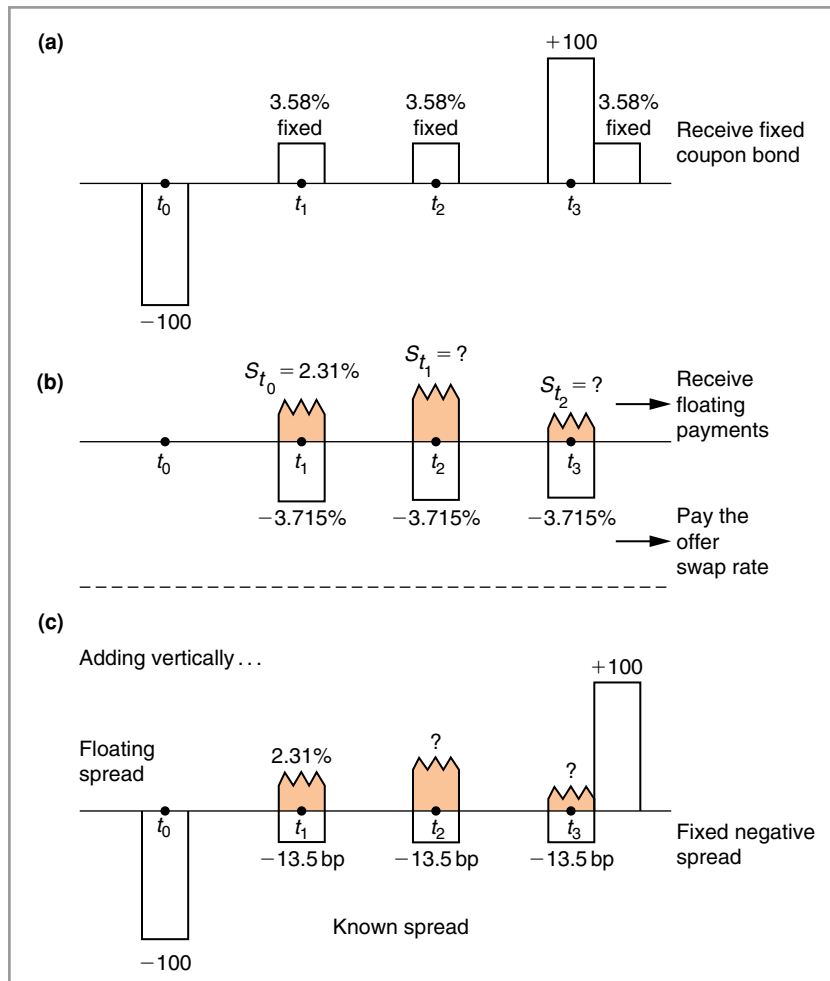 (a)
+100
3.58%
fixed
3.58%
fixed
3.58%
fixed
Receive fixed
coupon bond
t0
t1
t2
t3
−100
(b)
St0 = 2.31%
St1 = ?
St2 = ?
Receive
floating
payments
t0
t1
t2
t3
−3.715%
−3.715%
−3.715%
Pay the
offer
swap rate
(c)
Adding vertically...
+100
Floating
spread
2.31%
?
?
t0
t1
t2
t3
Fixed negative
spread
−13.5 bp
−13.5 bp
−13.5 bp
Known spread
−100